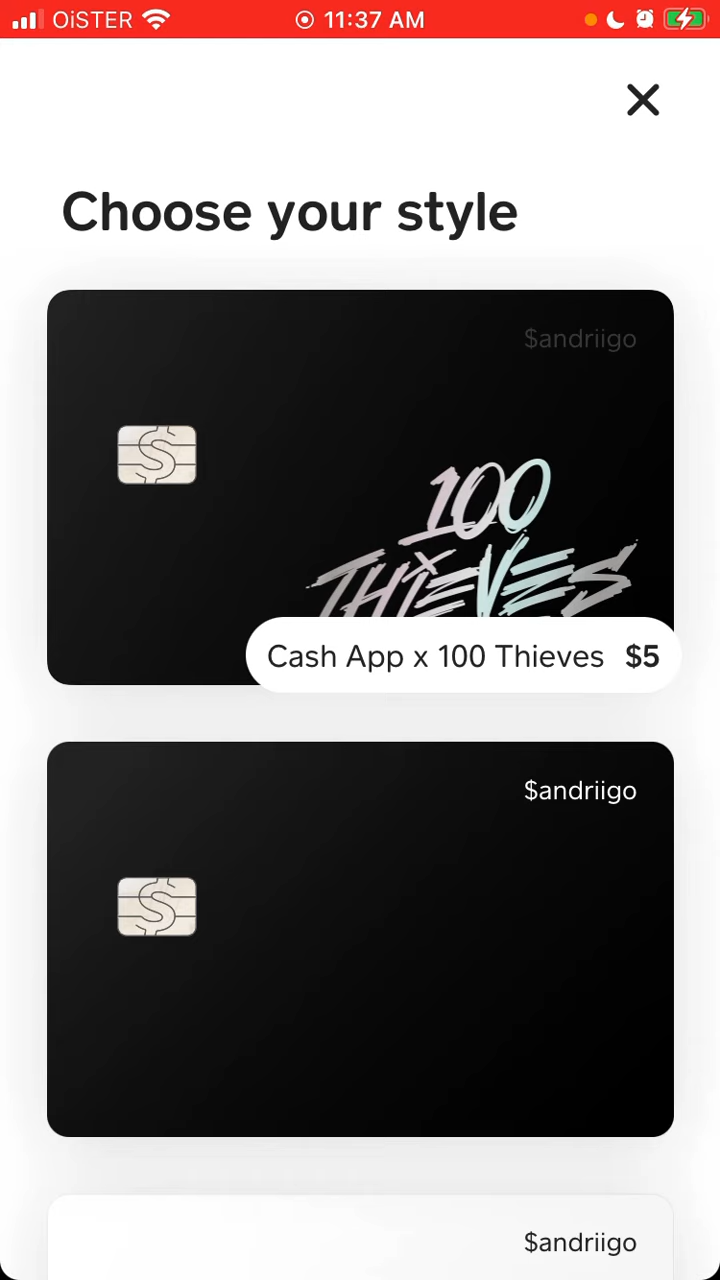 OiSTER 11:37 AM
Choose your style
$andriigo
100
THIEVES
Cash App x 100 Thieves $5
$andriigo
$andriigo